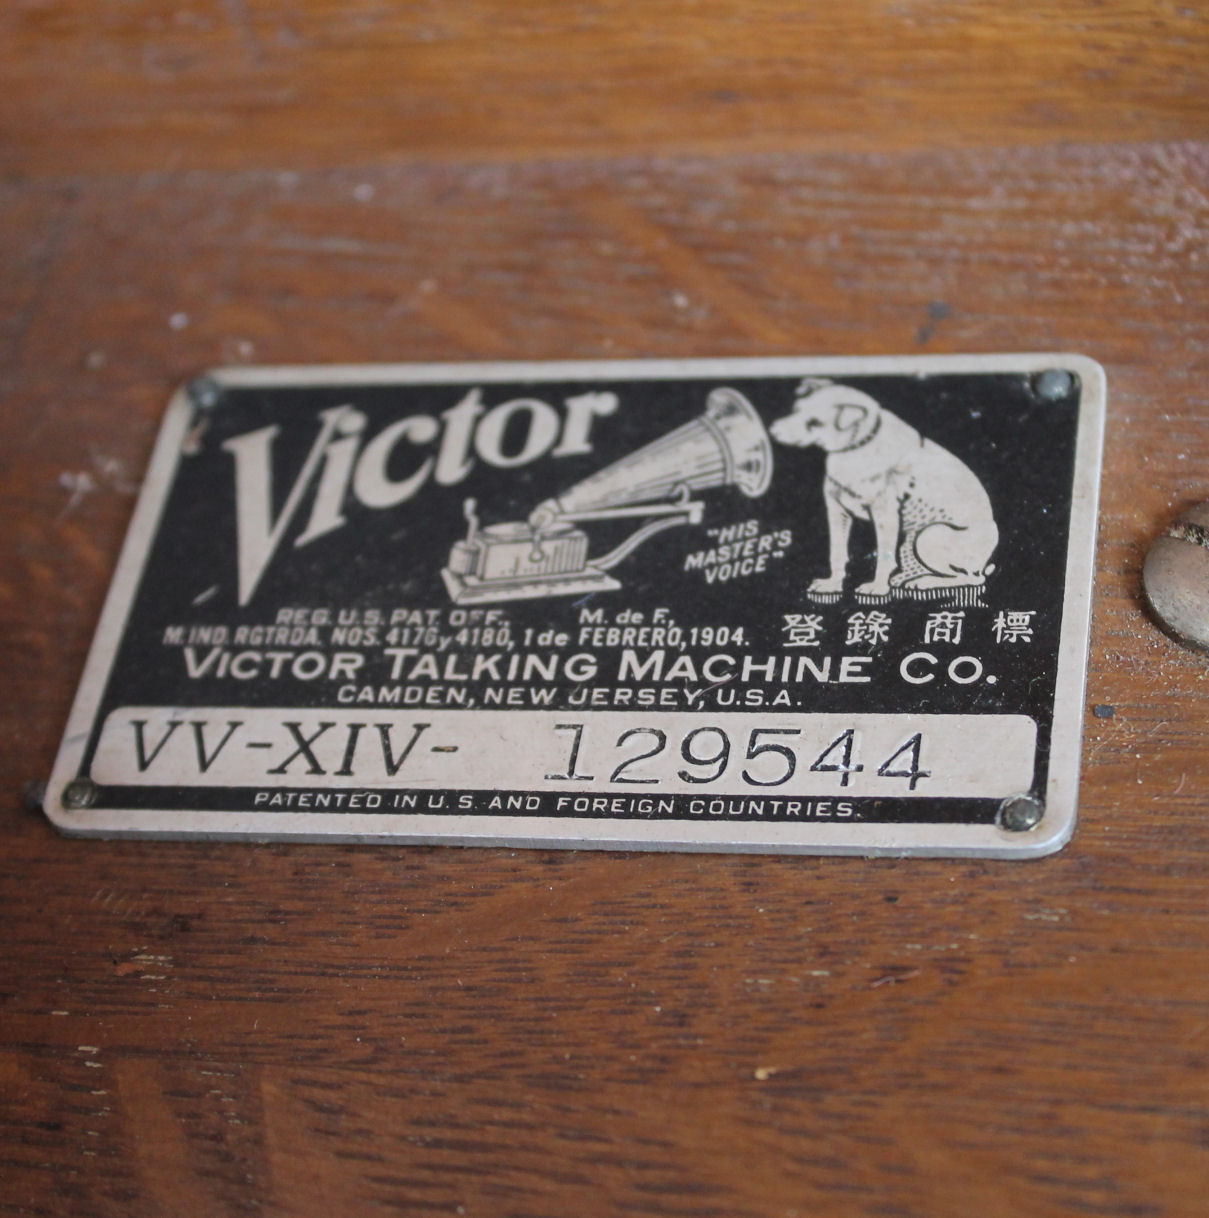 Victor
"HIS
MASTER'S
VOICE"
REG. U.S. PAT. OFF., M. de F.,
M. IND. RGTRDA. NOS. 4176 y 4180, 1 de FEBRERO, 1904. 登錄商標
VICTOR TALKING MACHINE CO.
CAMDEN, NEW JERSEY, U.S.A.
VV-XIV- 129544
PATENTED IN U.S. AND FOREIGN COUNTRIES.